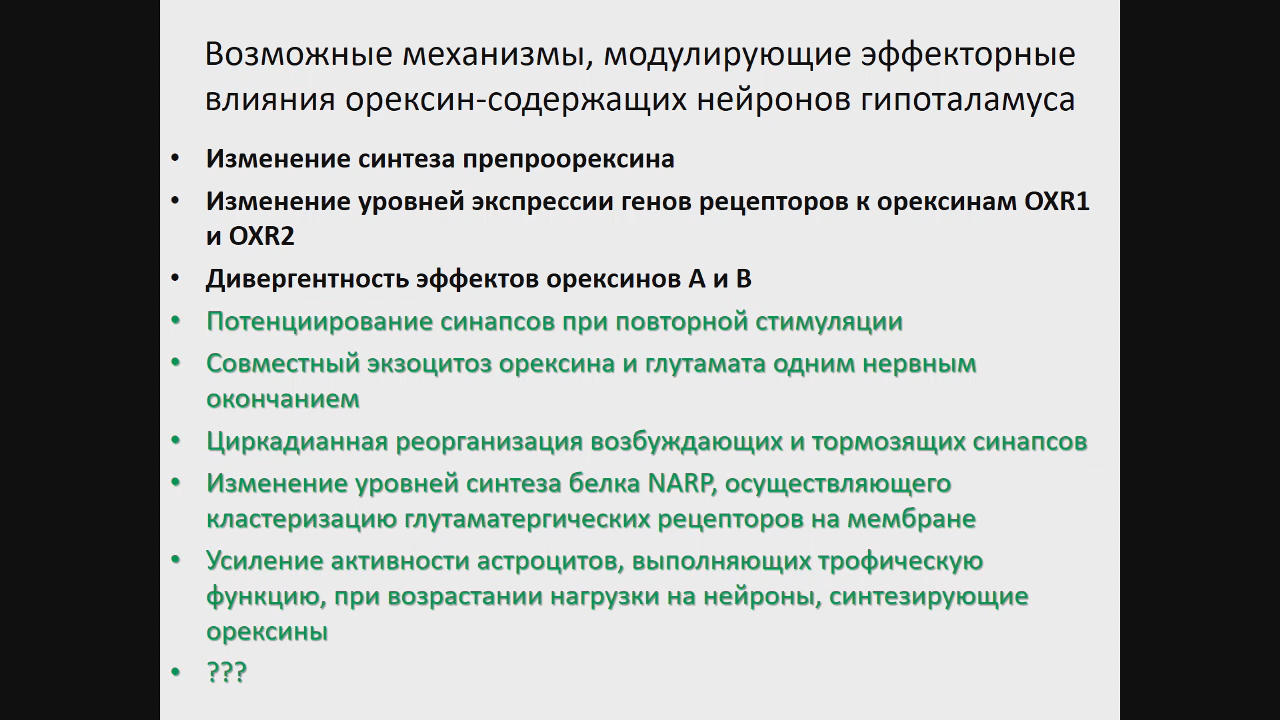 Возможные механизмы, модулирующие эффекторные
влияния орексин-содержащих нейронов гипоталамуса
• Изменение синтеза препроорексина
• Изменение уровней экспрессии генов рецепторов к орексинам OXR1
и OXR2
• Дивергентность эффектов орексинов А и В
• Потенциирование синапсов при повторной стимуляции
• Совместный экзоцитоз орексина и глутамата одним нервным
окончанием
• Циркадианная реорганизация возбуждающих и тормозящих синапсов
• Изменение уровней синтеза белка NARP, осуществляющего
кластеризацию глутаматергических рецепторов на мембране
• Усиление активности астроцитов, выполняющих трофическую
функцию, при возрастании нагрузки на нейроны, синтезирующие
орексины
• ???